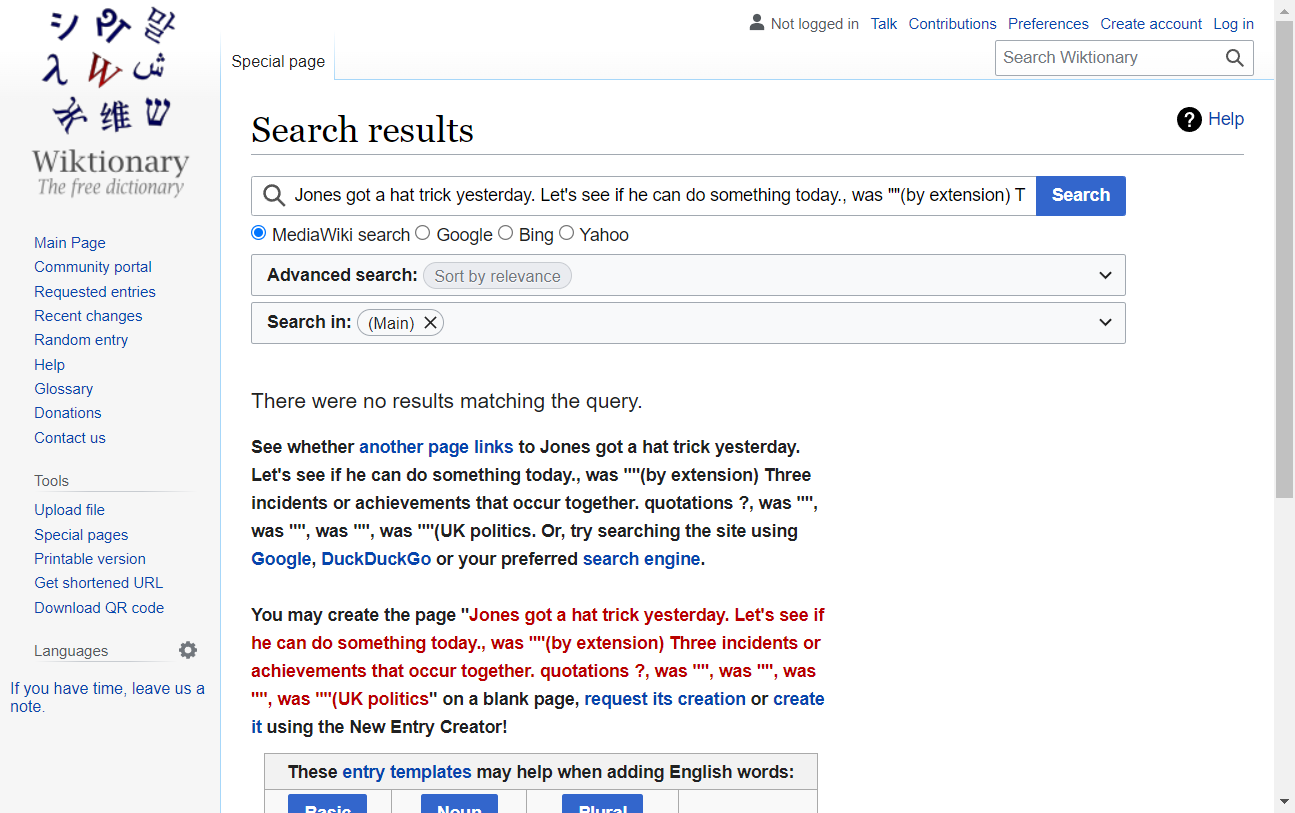 Not logged in Talk Contributions Preferences Create account Log in
Special page
Search Wiktionary
시 ק 말
λ W ش
维 ש
Wiktionary
The free dictionary
Main Page
Community portal
Requested entries
Recent changes
Random entry
Help
Glossary
Donations
Contact us
Tools
Upload file
Special pages
Printable version
Get shortened URL
Download QR code
Languages
If you have time, leave us a
note.
Search results
? Help
Jones got a hat trick yesterday. Let's see if he can do something today., was ""(by extension) T
Search
MediaWiki search Google Bing Yahoo
Advanced search: Sort by relevance
Search in: (Main)
There were no results matching the query.
See whether another page links to Jones got a hat trick yesterday.
Let's see if he can do something today., was ""(by extension) Three
incidents or achievements that occur together. quotations ?, was "",
was "", was "", was ""(UK politics. Or, try searching the site using
Google, DuckDuckGo or your preferred search engine.
You may create the page "Jones got a hat trick yesterday. Let's see if
he can do something today., was ""(by extension) Three incidents or
achievements that occur together. quotations ?, was "", was "", was
"", was ""(UK politics" on a blank page, request its creation or create
it using the New Entry Creator!
These entry templates may help when adding English words:
Basic Noun Plural